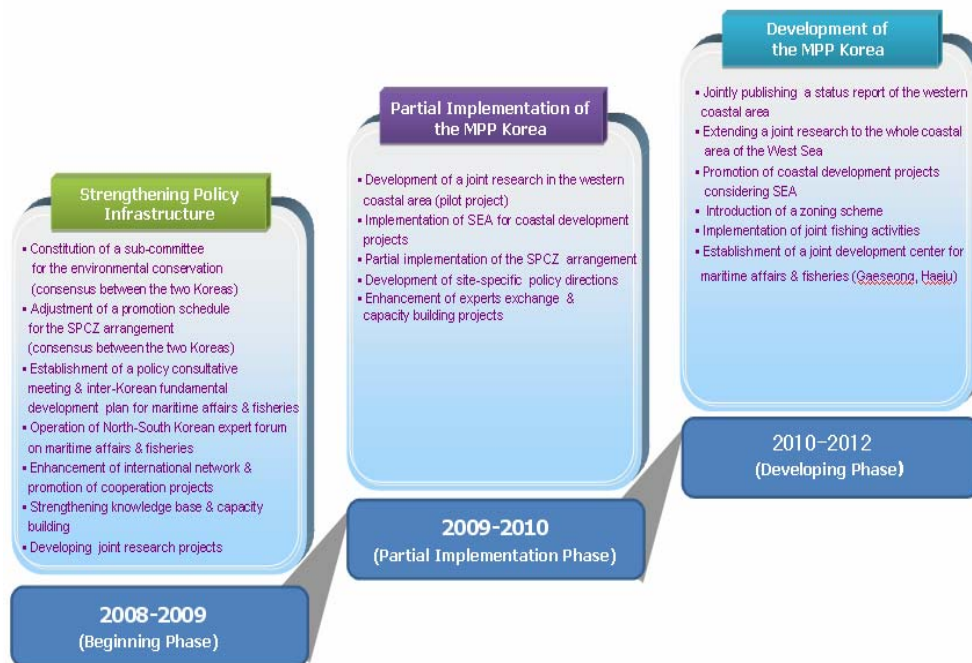 Strengthening Policy
Infrastructure
▪ Constitution of a sub-committee
for the environmental conservation
(consensus between the two Koreas)
▪ Adjustment of a promotion schedule
for the SPCZ arrangement
(consensus between the two Koreas)
▪ Establishment of a policy consultative
meeting & inter-Korean fundamental
development plan for maritime affairs & fisheries
▪ Operation of North-South Korean expert forum
on maritime affairs & fisheries
▪ Enhancement of international network &
promotion of cooperation projects
▪ Strengthening knowledge base & capacity
building
▪ Developing joint research projects
2008-2009
(Beginning Phase)
Partial Implementation of
the MPP Korea
▪ Development of a joint research in the western
coastal area (pilot project)
▪ Implementation of SEA for coastal development
projects
▪ Partial implementation of the SPCZ arrangement
▪ Development of site-specific policy directions
▪ Enhancement of experts exchange &
capacity building projects
2009-2010
(Partial Implementation Phase)
Development of
the MPP Korea
▪ Jointly publishing a status report of the western
coastal area
▪ Extending a joint research to the whole coastal
area of the West Sea
▪ Promotion of coastal development projects
considering SEA
▪ Introduction of a zoning scheme
▪ Implementation of joint fishing activities
▪ Establishment of a joint development center for
maritime affairs & fisheries (Gaeseong, Haeju)
2010-2012
(Developing Phase)